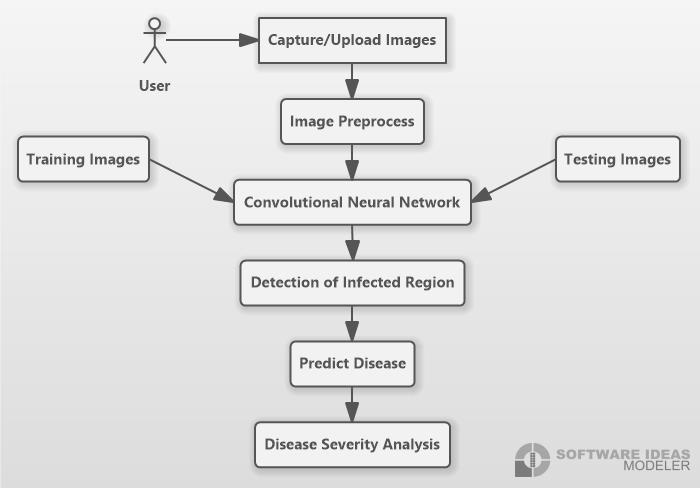 Capture/Upload Images
User
Image Preprocess
Training Images
Testing Images
Convolutional Neural Network
Detection of Infected Region
Predict Disease
Disease Severity Analysis
SOFTWARE IDEAS
MODELER